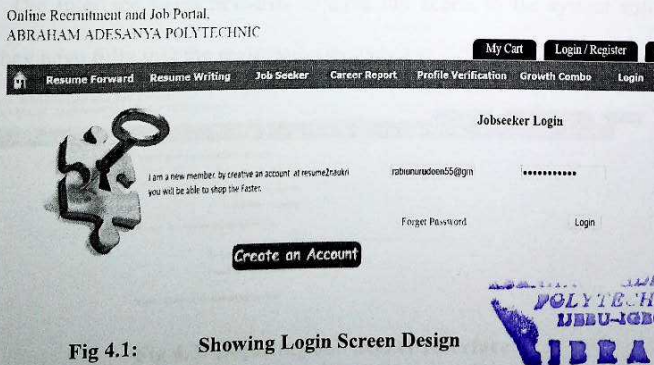 Online Recruitment and Job Portal,
ABRAHAM ADESANYA POLYTECHNIC
My Cart Login / Register
Resume Forward Resume Writing Job Seeker Career Report Profile Verification Growth Combo Login
Jobseeker Login
I am a new member. by creative an account at resume2naukri
you will be able to shop the Faster.
rabiunurudeen55@gm
Forget Password Login
Create an Account
POLYTECH
IJEBU-IGB
LIBRA
Fig 4.1: Showing Login Screen Design